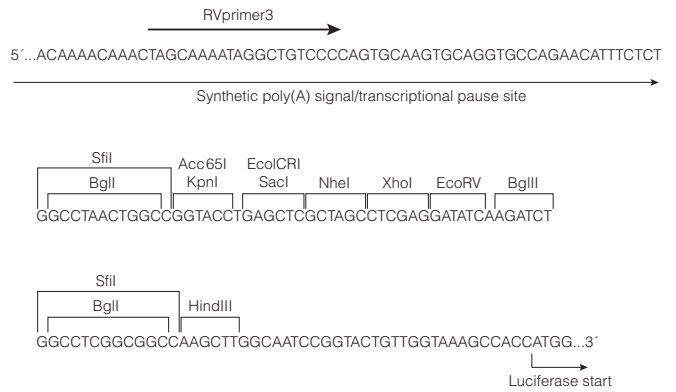 RVprimer3
5´...ACAAAACAAACTAGCAAAATAGGCTGTCCCCAGTGCAAGTGCAGGTGCCAGAACATTTCTCT
Synthetic poly(A) signal/transcriptional pause site
SfiI
Acc65I EcoICRI
BglI KpnI SacI NheI XhoI EcoRV BglII
GGCCTAACTGGCCGGTACCTGAGCTCGCTAGCCTCGAGGATATCAAGATCT
SfiI
BglI HindIII
GGCCTCGGCGGCCAAGCTTGGCAATCCGGTACTGTTGGTAAAGCCACCATGG...3´
Luciferase start